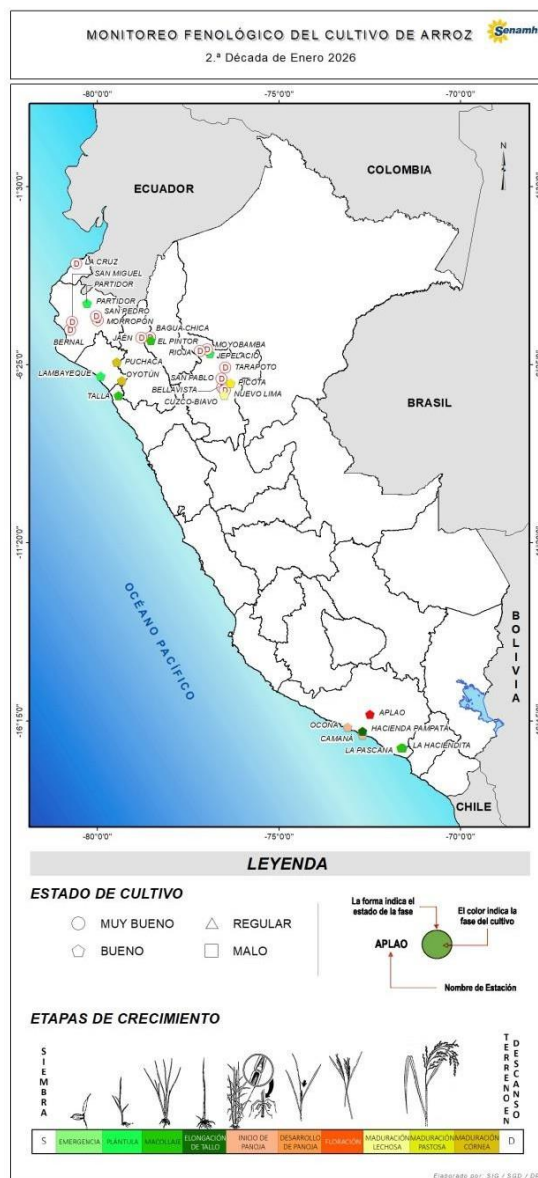 MONITOREO FENOLÓGICO DEL CULTIVO DE ARROZ
Senamhi
2.ª Década de Enero 2026
-80°0'0"
-75°0'0"
-70°0'0"
N
COLOMBIA
ECUADOR
-1°30'0"
D LA CRUZ
SAN MIGUEL
PARTIDOR
PARTIDOR
D SAN PEDRO
D MORROPÓN
D
BERNAL
BAGUA CHICA
JAÉN D D
EL PINTOR
MOYOBAMBA
RIOJA D D
JEPELACIO
D TARAPOTO
PUCHACA
-6°25'0"
LAMBAYEQUE
OYOTÚN
SAN PABLO D
PICOTA
BELLAVISTA D
NUEVO LIMA
CUZCO-BIAVO
TALLA
BRASIL
-11°20'0"
OCÉANO PACÍFICO
BOLIVIA
-16°15'0"
APLAO
OCOÑA
HACIENDA PAMPATA
CAMANÁ
LA HACIENDITA
LA PASCANA
CHILE
-80°0'0"
-75°0'0"
-70°0'0"
LEYENDA
ESTADO DE CULTIVO
MUY BUENO
REGULAR
BUENO
MALO
La forma indica el
estado de la fase
El color indica la
fase del cultivo
APLAO
Nombre de Estación
ETAPAS DE CRECIMIENTO
SIEMBRA
TERRENO EN
DESCANSO
S
EMERGENCIA
PLÁNTULA
MACOLLAJE
ELONGACIÓN
DE TALLO
INICIO DE
PANOJA
DESARROLLO
DE PANOJA
FLORACIÓN
MADURACIÓN
LECHOSA
MADURACIÓN
PASTOSA
MADURACIÓN
CÓRNEA
D
Elaborado por: SIG / SGD / D